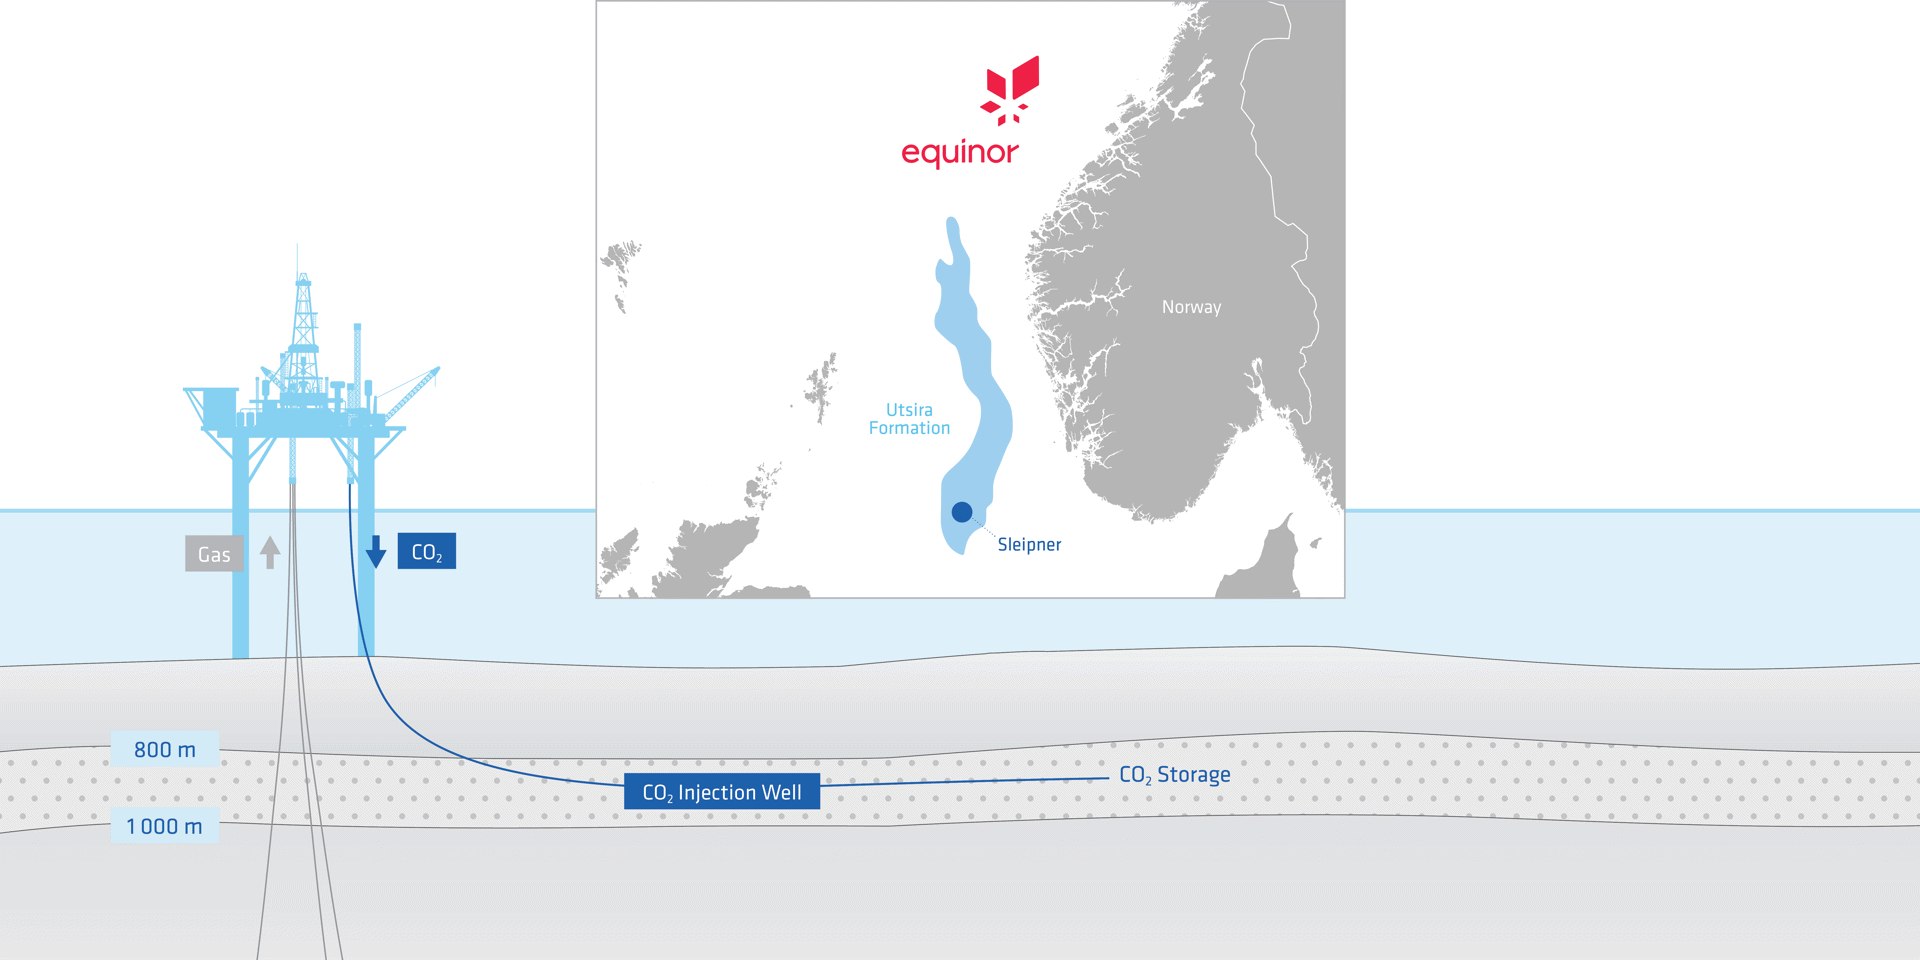 equinor
Norway
Utsira
Formation
Sleipner
Gas
CO₂
800 m
CO₂ Injection Well
CO₂ Storage
1 000 m